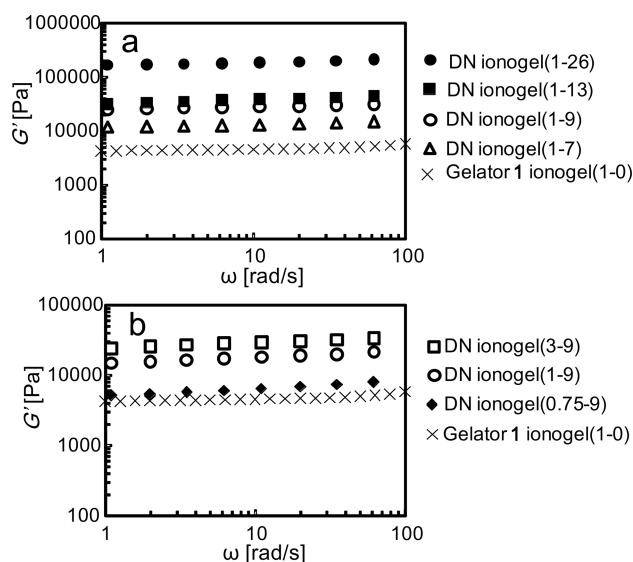 a
G' [Pa]
1000000
100000
10000
1000
100
1
10
100
ω [rad/s]
DN ionogel(1-26)
DN ionogel(1-13)
DN ionogel(1-9)
DN ionogel(1-7)
Gelator 1 ionogel(1-0)
b
G' [Pa]
100000
10000
1000
100
1
10
100
ω [rad/s]
DN ionogel(3-9)
DN ionogel(1-9)
DN ionogel(0.75-9)
Gelator 1 ionogel(1-0)